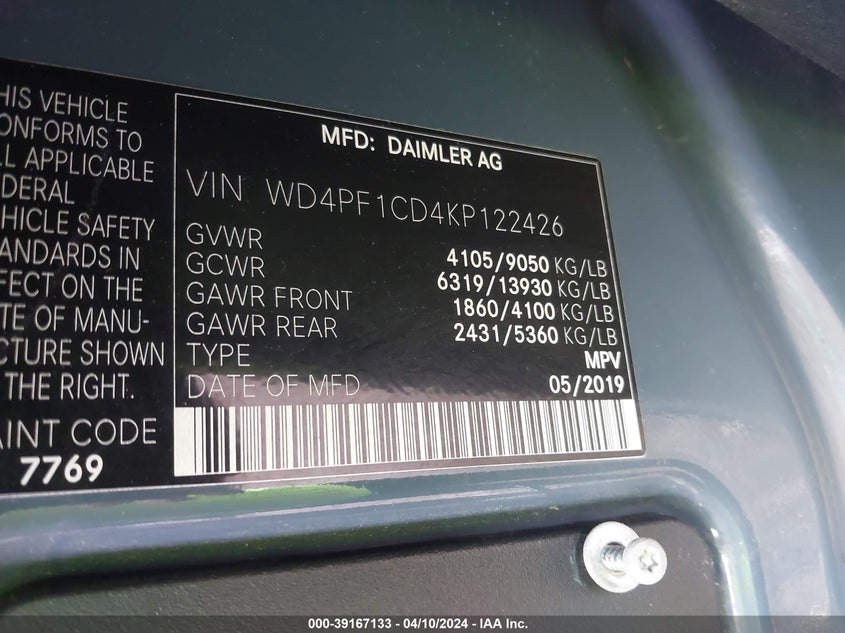 HIS VEHICLE
ONFORMS TO
LL APPLICABLE
EDERAL
VEHICLE SAFETY
ANDARDS IN
FECT ON THE
TE OF MANU-
CTURE SHOWN
THE RIGHT.
AINT CODE
7769
MFD: DAIMLER AG
VIN WD4PF1CD4KP122426
GVWR 4105/9050 KG/LB
GCWR 6319/13930 KG/LB
GAWR FRONT 1860/4100 KG/LB
GAWR REAR 2431/5360 KG/LB
TYPE MPV
DATE OF MFD 05/2019
000-39167133 - 04/10/2024 - IAA Inc.